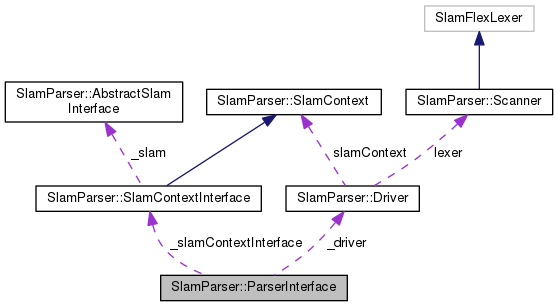 SlamFlexLexer
SlamParser::AbstractSlam
Interface
SlamParser::SlamContext
SlamParser::Scanner
_slam
slamContext
lexer
SlamParser::SlamContextInterface
SlamParser::Driver
_slamContextInterface
_driver
SlamParser::ParserInterface